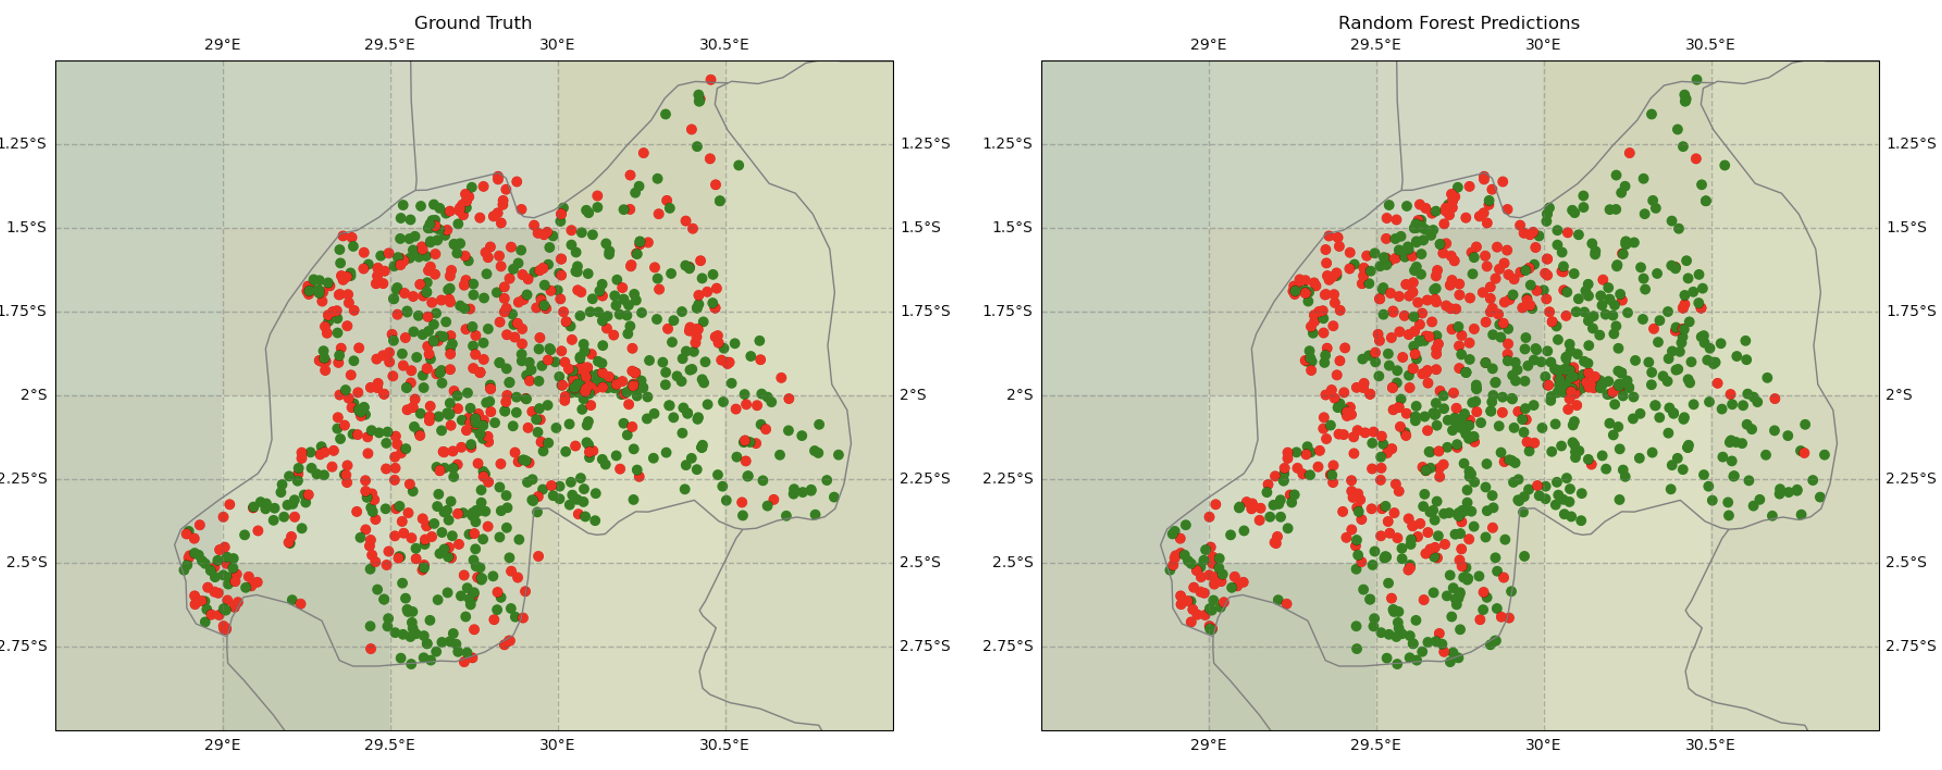 Ground Truth
Random Forest Predictions
29°E 29.5°E 30°E 30.5°E
29°E 29.5°E 30°E 30.5°E
1.25°S 1.25°S 1.25°S 1.25°S
1.5°S 1.5°S 1.5°S 1.5°S
1.75°S 1.75°S 1.75°S 1.75°S
2°S 2°S 2°S 2°S
2.25°S 2.25°S 2.25°S 2.25°S
2.5°S 2.5°S 2.5°S 2.5°S
2.75°S 2.75°S 2.75°S 2.75°S
29°E 29.5°E 30°E 30.5°E
29°E 29.5°E 30°E 30.5°E